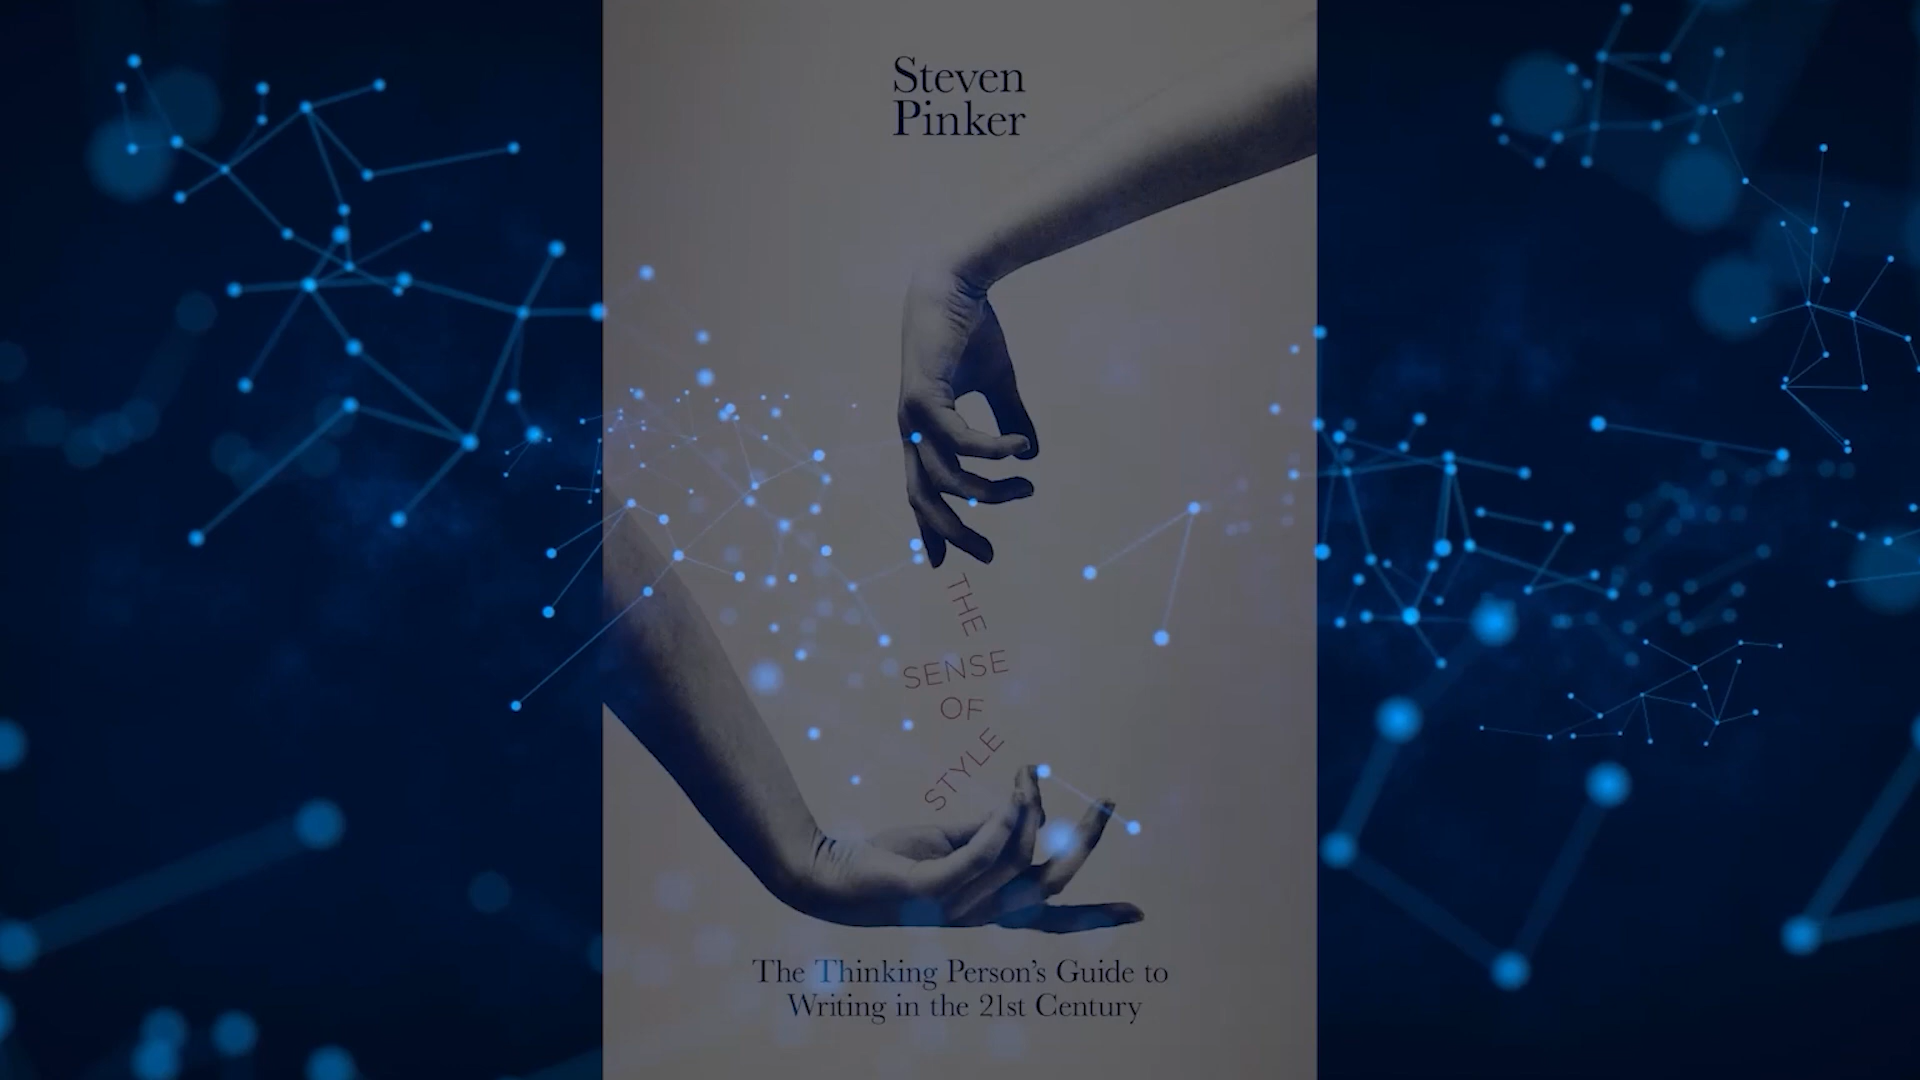 Steven
Pinker
THE
SENSE
OF
STYLE
The Thinking Person's Guide to
Writing in the 21st Century